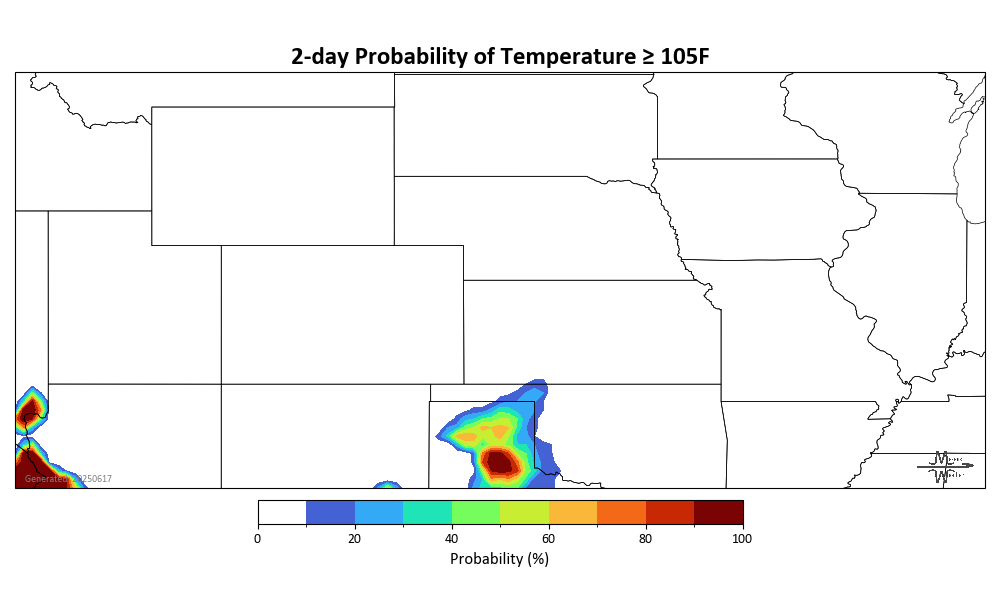 2-day Probability of Temperature ≥ 105F
Generated: 20250617
0 20 40 60 80 100
Probability (%)